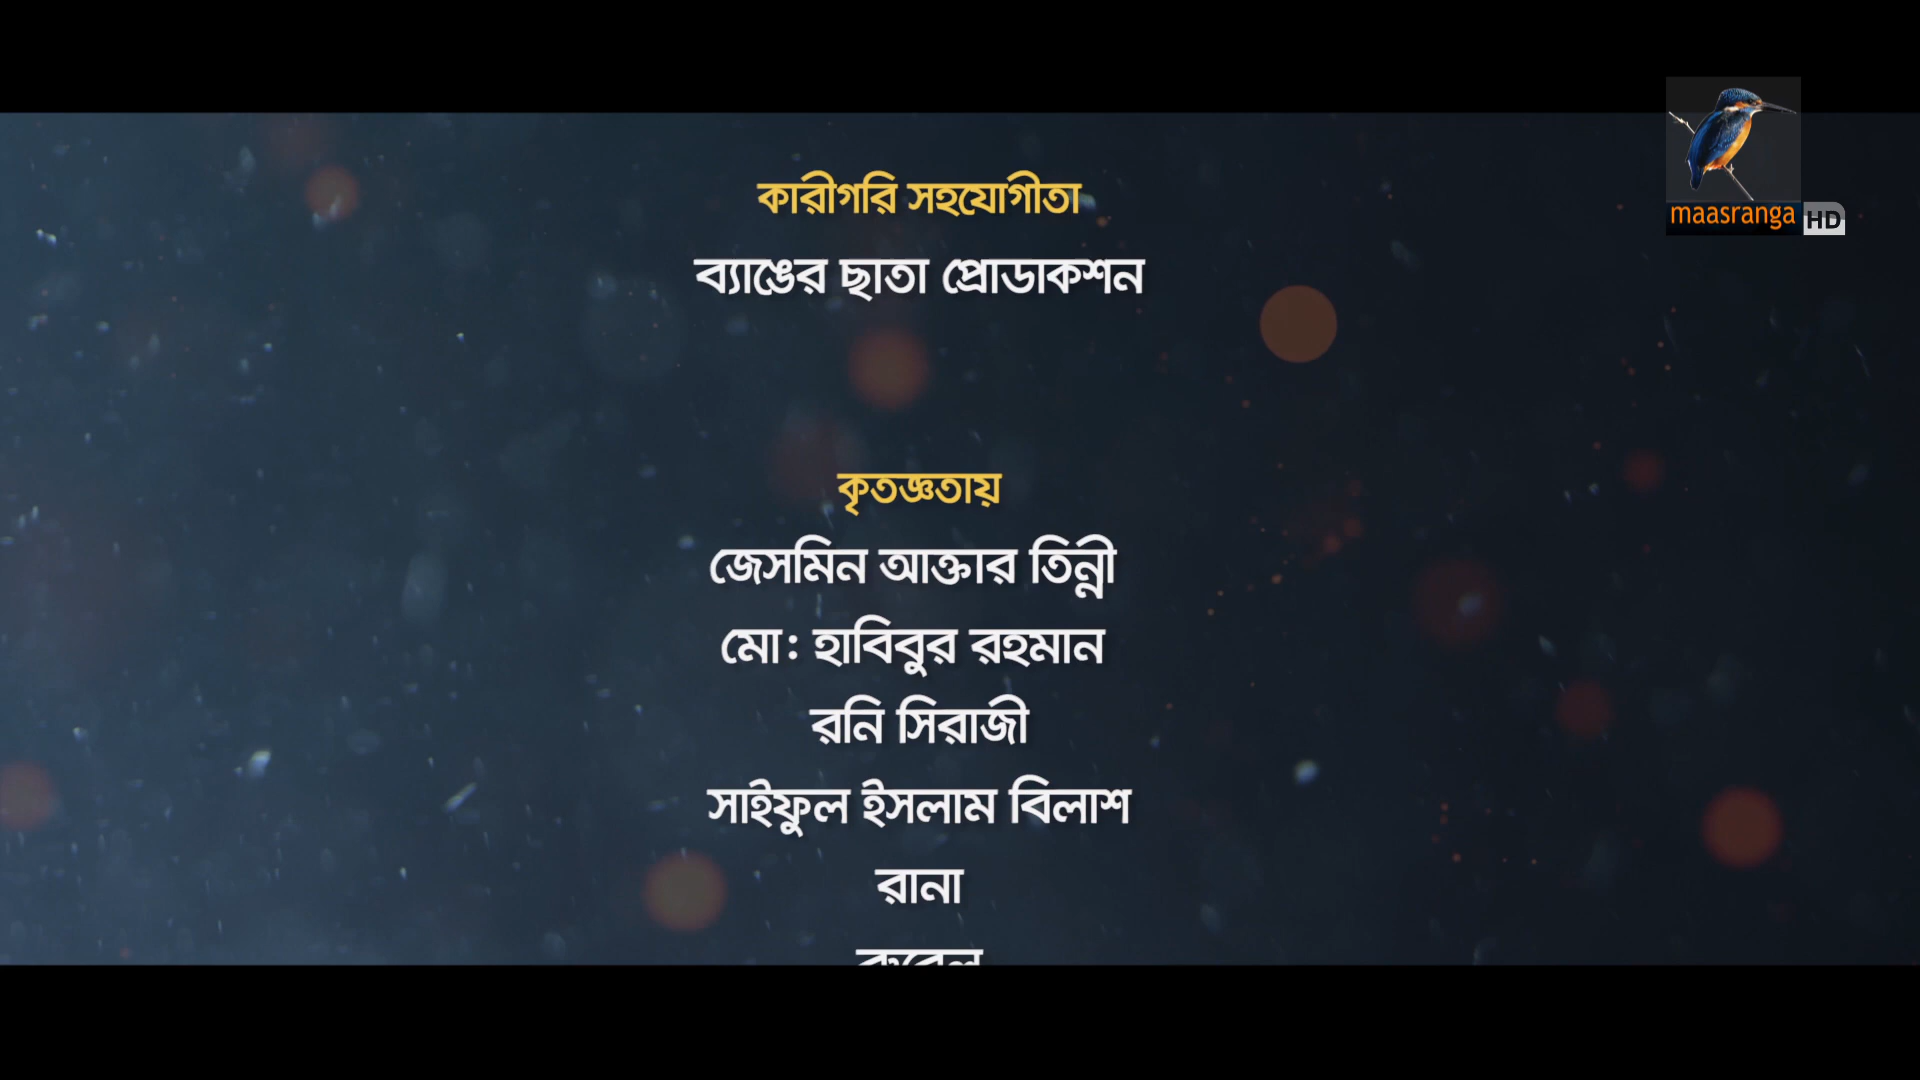 কারীগরি সহযোগীতা
ব্যাঙের ছাতা প্রোডাকশন
কৃতজ্ঞতায়
জেসমিন আক্তার তিন্নী
মো: হাবিবুর রহমান
রনি সিরাজী
সাইফুল ইসলাম বিলাশ
রানা
maasranga HD